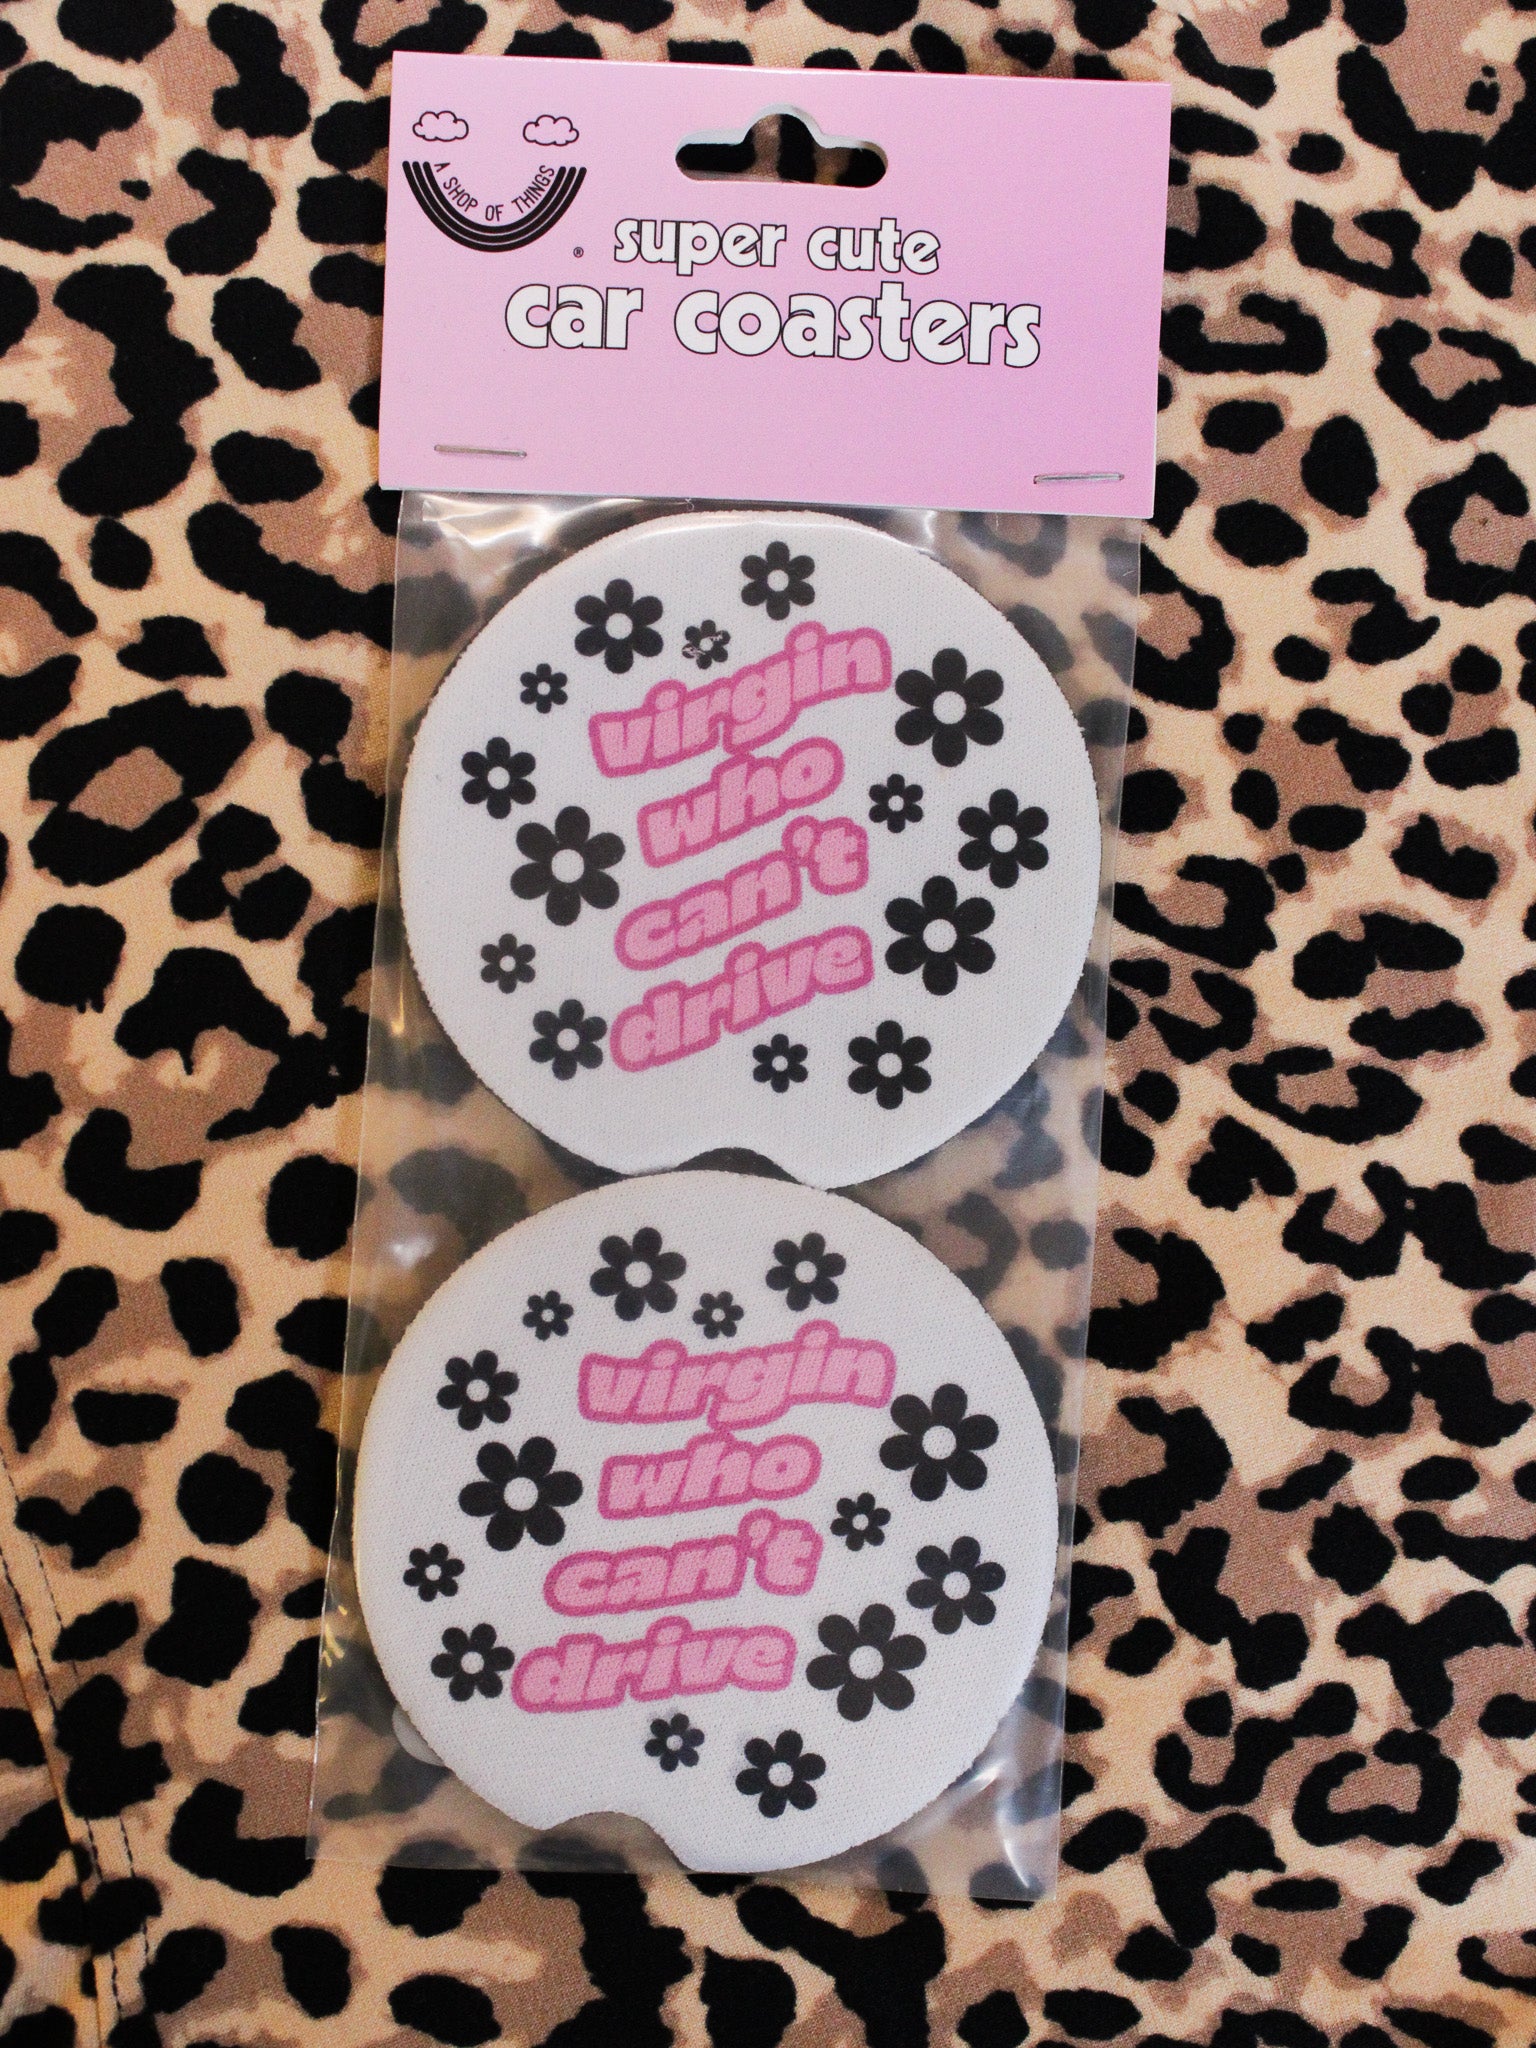 A SHOP OF THINGS
®
super cute
car coasters
virgin
who
can't
drive
virgin
who
can't
drive